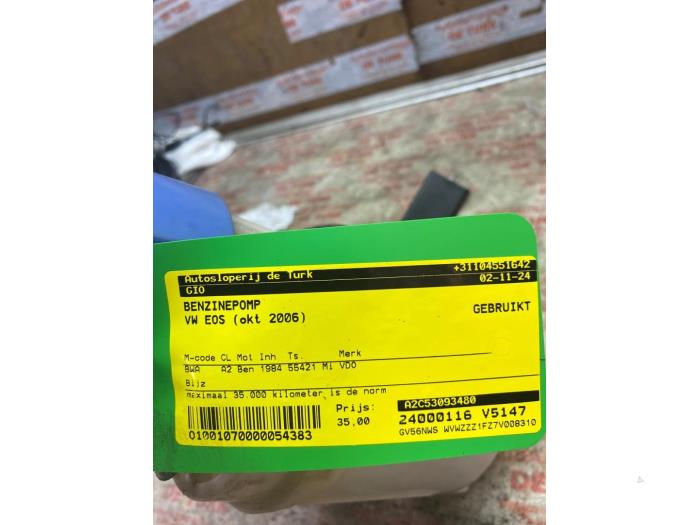 Autosloperij de Turk
+31104551642
GIO
02-11-24
BENZINEPOMP
GEBRUIKT
VW EOS (okt 2006)
M-code CL Mot Inh Ts. Merk
BWA A2 Ben 1984 55421 Mi VDO
Bljz
maximaal 35.000 kilometer is de norm
Prijs:
A2C53093480
35,00
24000116 V5147
O1001070000054383
GV56NWS WVWZZZ1FZ7V008310